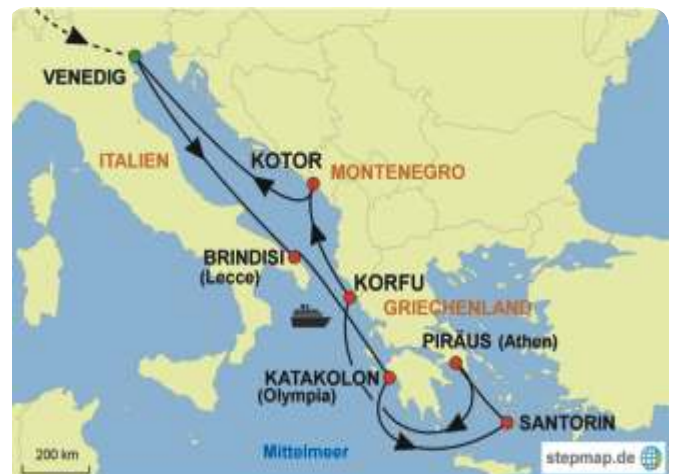 VENEDIG
ITALIEN
KOTOR
MONTENEGRO
BRINDISI
(Lecce)
KORFU
GRIECHENLAND
PIRÄUS (Athen)
KATAKOLON
(Olympia)
SANTORIN
200 km
Mittelmeer
stepmap.de